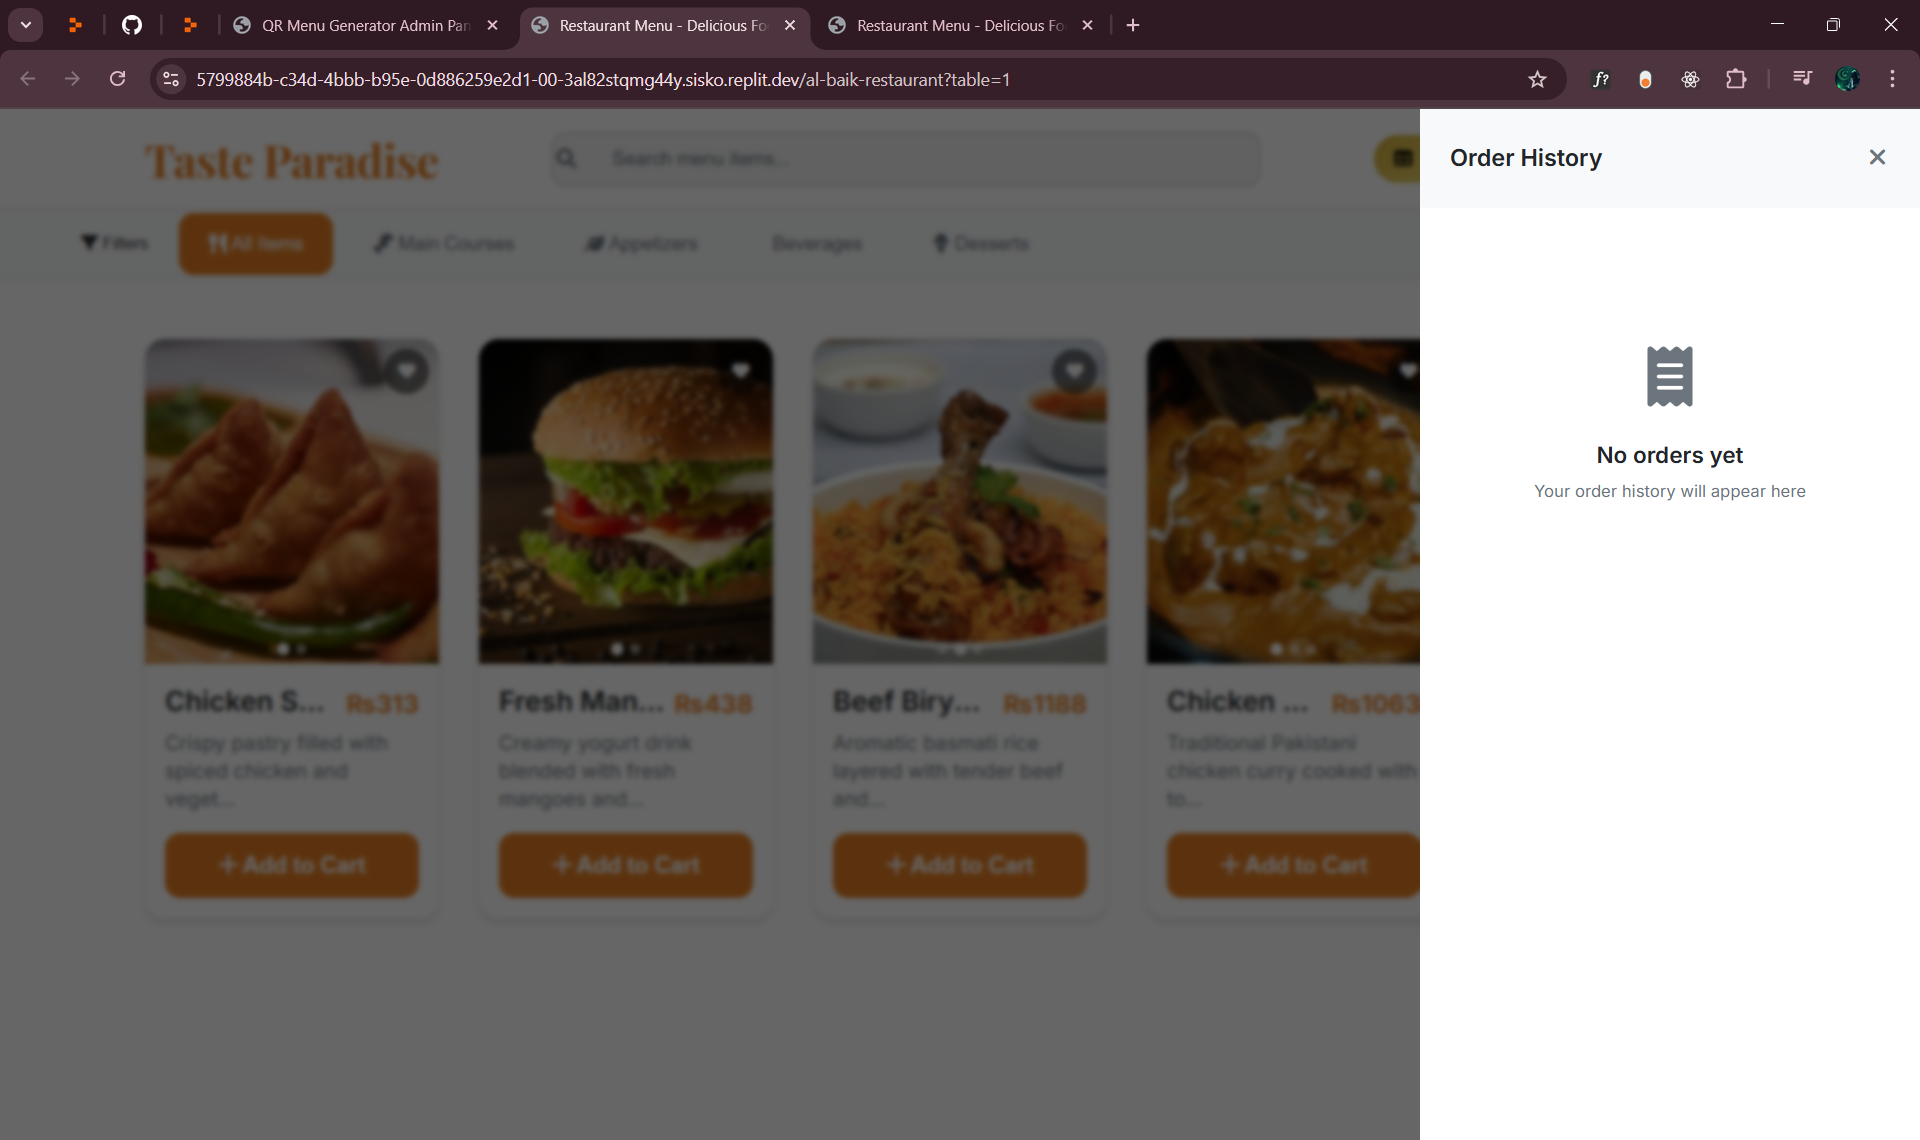 QR Menu Generator Admin Pan
Restaurant Menu - Delicious Fo
Restaurant Menu - Delicious Fo
5799884b-c34d-4bbb-b95e-0d886259e2d1-00-3al82stqmg44y.sisko.replit.dev/al-baik-restaurant?table=1
f?
Taste Paradise
Search menu items...
Order History
Filters
All Items
Main Courses
Appetizers
Beverages
Desserts
No orders yet
Your order history will appear here
Chicken S... Rs313
Crispy pastry filled with
spiced chicken and
veget...
+ Add to Cart
Fresh Man... Rs438
Creamy yogurt drink
blended with fresh
mangoes and...
+ Add to Cart
Beef Biry... Rs1188
Aromatic basmati rice
layered with tender beef
and...
+ Add to Cart
Chicken ... Rs1063
Traditional Pakistani
chicken curry cooked with
to...
+ Add to Cart